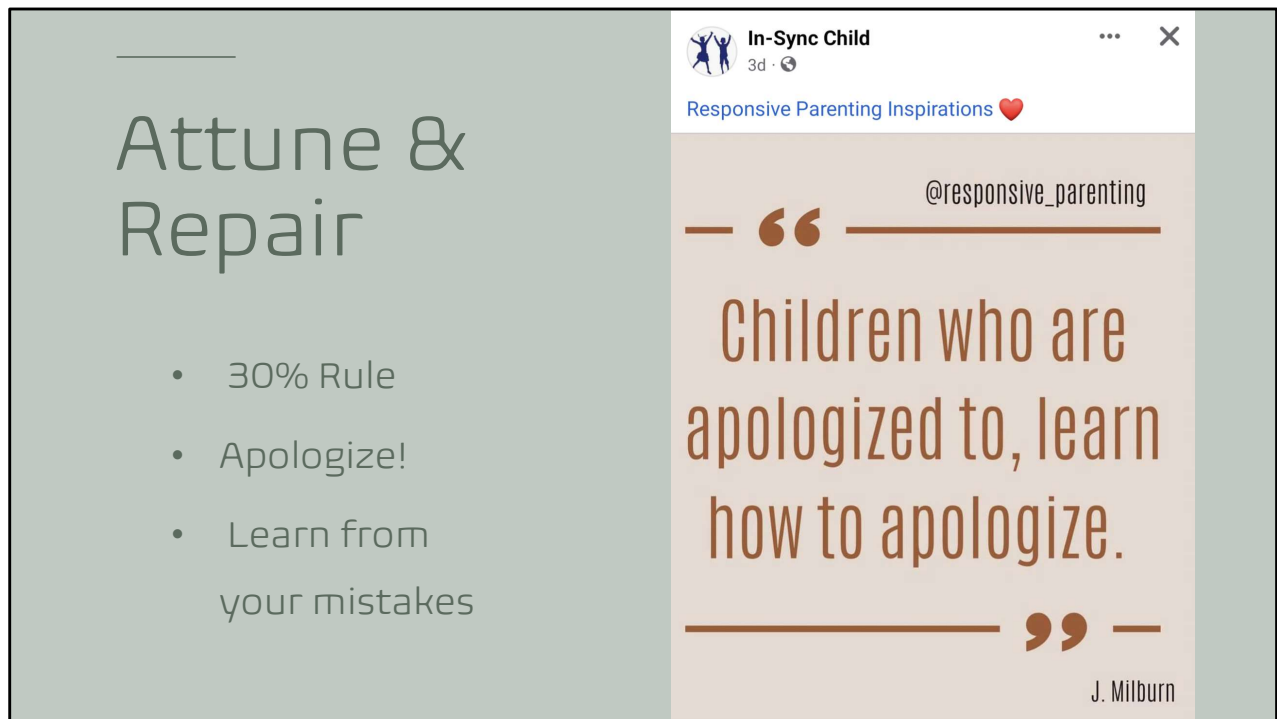 Attune &
Repair
• 30% Rule
• Apologize!
• Learn from
your mistakes
In-Sync Child
3d ·
Responsive Parenting Inspirations ❤️
@responsive_parenting
“
Children who are
apologized to, learn
how to apologize.
”
J. Milburn